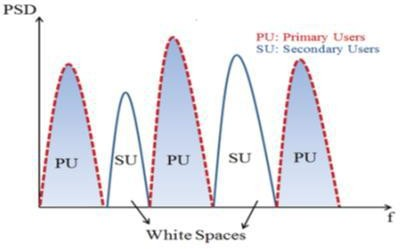 PSD
PU: Primary Users
SU: Secondary Users
PU SU PU SU PU
f
White Spaces